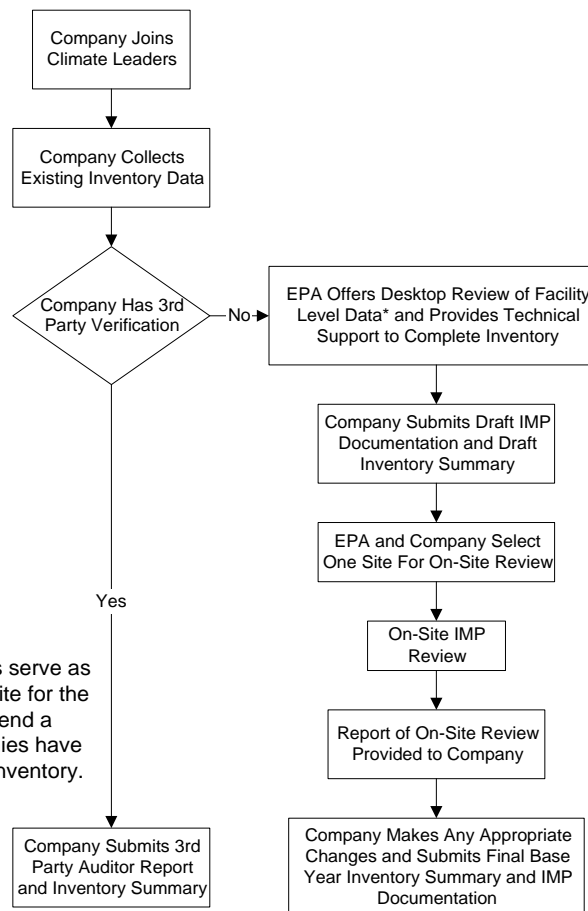 Company Joins
Climate Leaders
Company Collects
Existing Inventory Data
Company Has 3rd
Party Verification
No
EPA Offers Desktop Review of Facility
Level Data* and Provides Technical
Support to Complete Inventory
Company Submits Draft IMP
Documentation and Draft
Inventory Summary
EPA and Company Select
One Site For On-Site Review
On-Site IMP
Review
Report of On-Site Review
Provided to Company
Company Makes Any Appropriate
Changes and Submits Final Base
Year Inventory Summary and IMP
Documentation
Yes
s serve as
ite for the
end a
ies have
nventory.
Company Submits 3rd
Party Auditor Report
and Inventory Summary